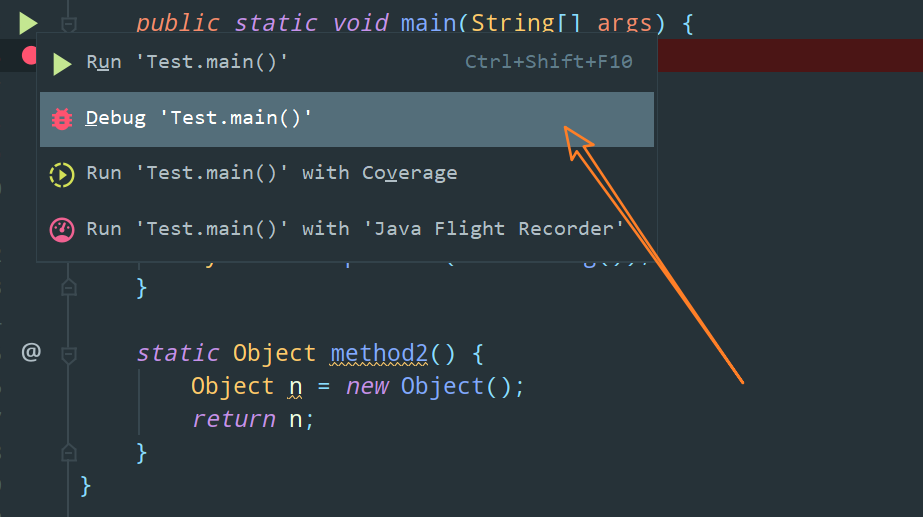 public static void main(String[] args) {
Run 'Test.main()' Ctrl+Shift+F10
Debug 'Test.main()'
Run 'Test.main()' with Coverage
Run 'Test.main()' with 'Java Flight Recorder'
}
@ static Object method2() {
Object n = new Object();
return n;
}
}